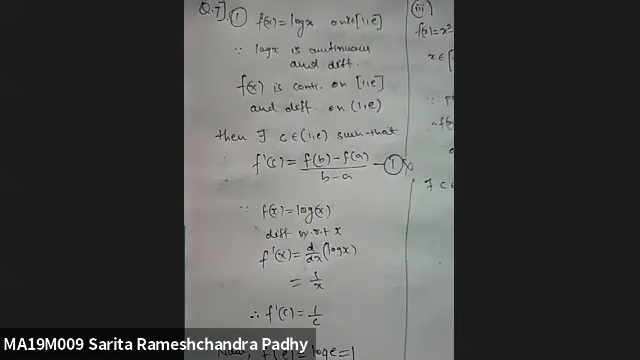 Q.7] ① f(x) = log x on [1,e]
∵ log x is continuous
and diff.
f(x) is conti. on [1,e]
and diff. on (1,e)
then ∃ c ∈ (1,e) such that
f'(c) = f(b) - f(a) / b - a — ①
∵ f(x) = log(x)
diff w.r.t x
f'(x) = d/dx (log x)
= 1/x
∴ f'(c) = 1/c
Now, f(e) = log e = 1
(iii)
f(x) = x²-
x ∈ [
∴ f(
∃ c ∈
MA19M009 Sarita Rameshchandra Padhy